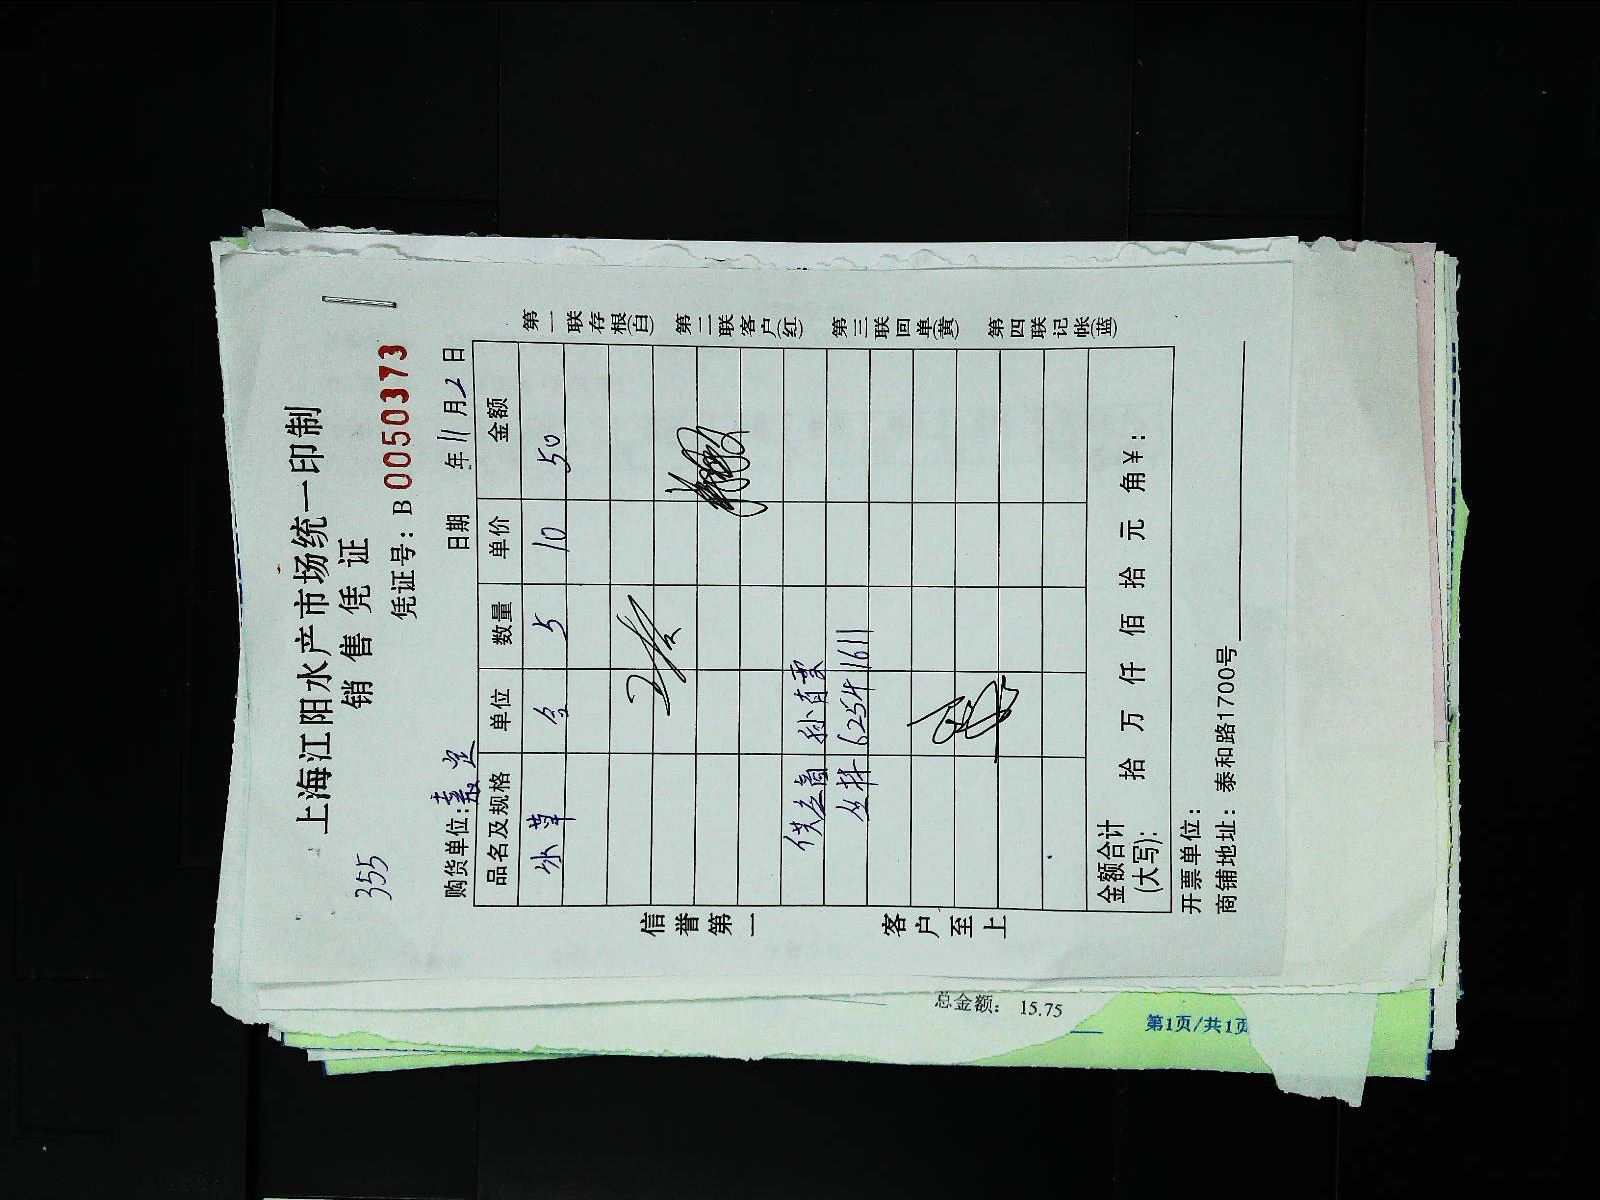 上海江阳水产市场统一印制
355
销售凭证
凭证号: B 0050373
购货单位:
日期 年 11 月 2 日
品名及规格 单位 数量 单价 金额
5 10 50
孙
6254 1611
金额合计
(大写): 拾 万 仟 佰 拾 元 角 ¥:
开票单位:
商铺地址: 泰和路1700号
信誉第一 客户至上
第一联存根(白) 第二联客户(红) 第三联回单(黄) 第四联记帐(蓝)
总金额: 15.75
第1页/共1页